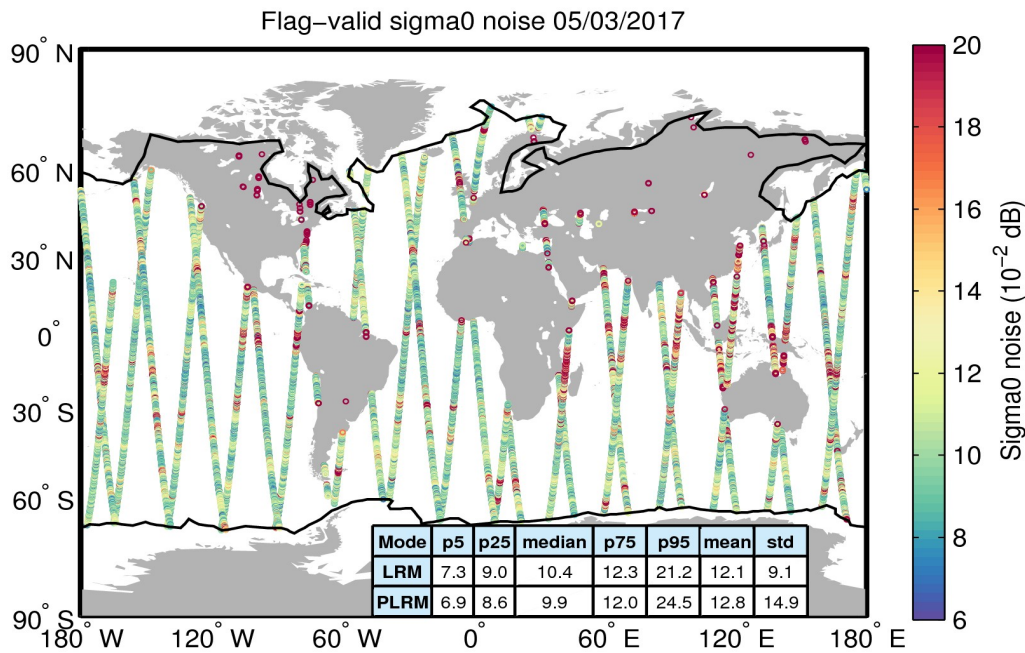 Flag−valid sigma0 noise 05/03/2017
90° N
60° N
30° N
0°
30° S
60° S
90° S
180° W
120° W
60° W
0°
60° E
120° E
180° E
Mode p5 p25 median p75 p95 mean std
LRM 7.3 9.0 10.4 12.3 21.2 12.1 9.1
PLRM 6.9 8.6 9.9 12.0 24.5 12.8 14.9
20
18
16
14
12
10
8
6
Sigma0 noise (10−2 dB)